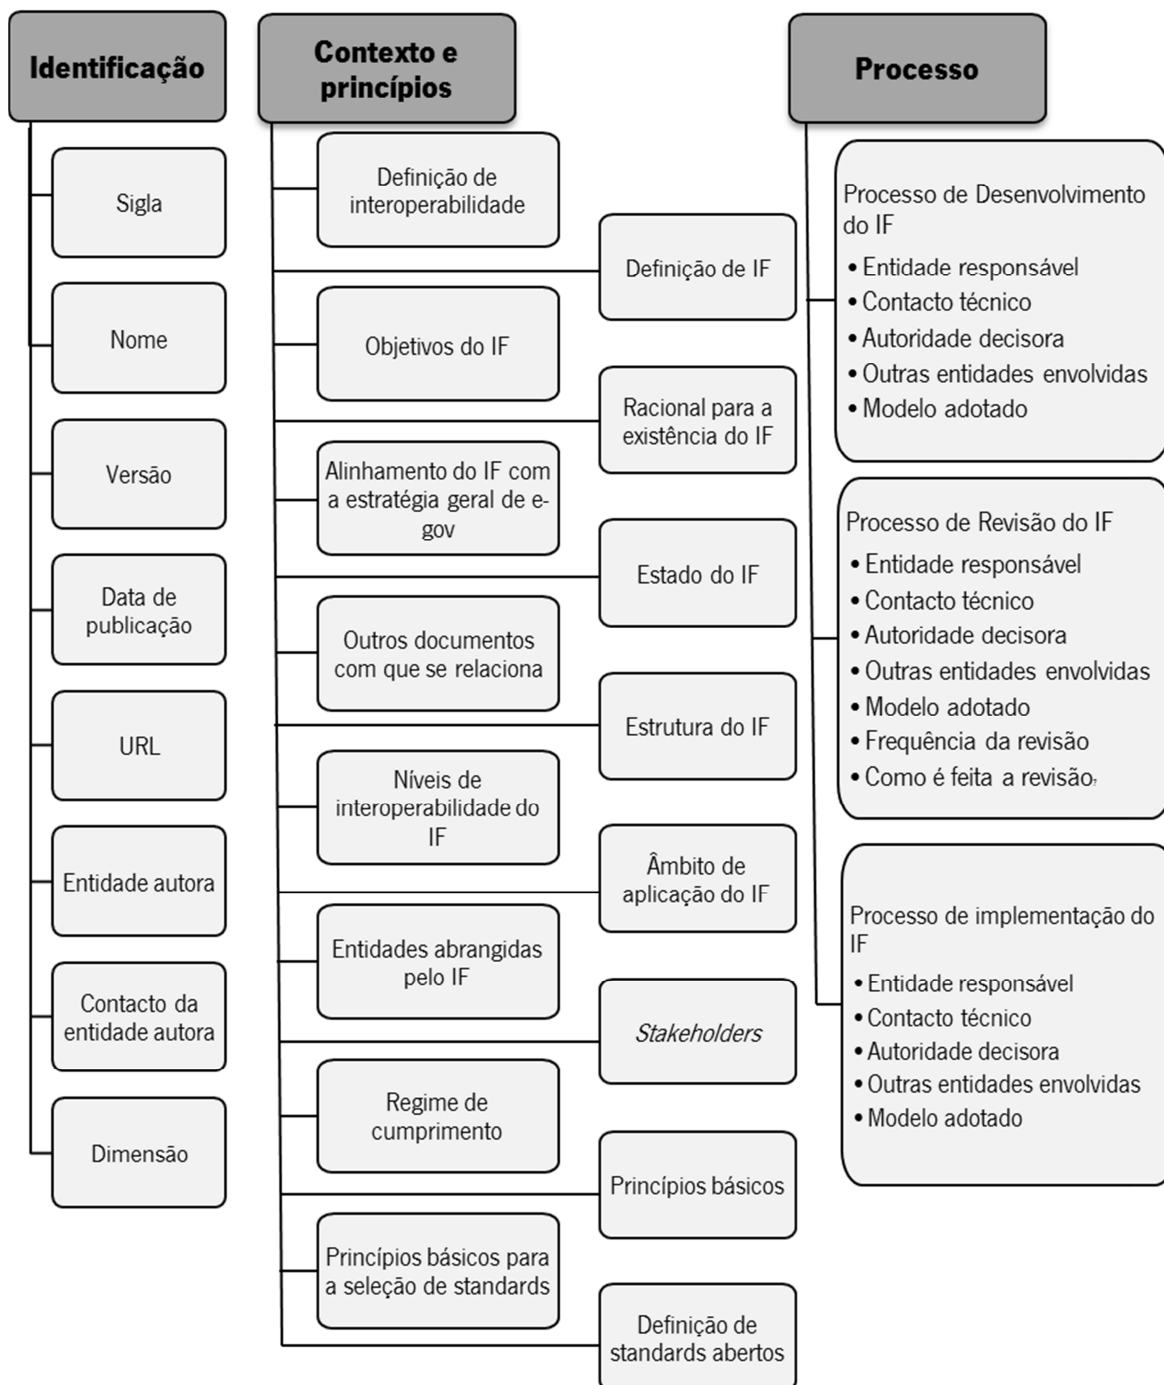 Identificação
Sigla
Nome
Versão
Data de
publicação
URL
Entidade autora
Contacto da
entidade autora
Dimensão
Contexto e
princípios
Definição de
interoperabilidade
Definição de IF
Objetivos do IF
Racional para a
existência do IF
Alinhamento do IF com
a estratégia geral de e-
gov
Estado do IF
Outros documentos
com que se relaciona
Estrutura do IF
Níveis de
interoperabilidade do
IF
Âmbito de
aplicação do IF
Entidades abrangidas
pelo IF
Stakeholders
Regime de
cumprimento
Princípios básicos
Princípios básicos para
a seleção de standards
Definição de
standards abertos
Processo
Processo de Desenvolvimento
do IF
• Entidade responsável
• Contacto técnico
• Autoridade decisora
• Outras entidades envolvidas
• Modelo adotado
Processo de Revisão do IF
• Entidade responsável
• Contacto técnico
• Autoridade decisora
• Outras entidades envolvidas
• Modelo adotado
• Frequência da revisão
• Como é feita a revisão?
Processo de implementação do
IF
• Entidade responsável
• Contacto técnico
• Autoridade decisora
• Outras entidades envolvidas
• Modelo adotado